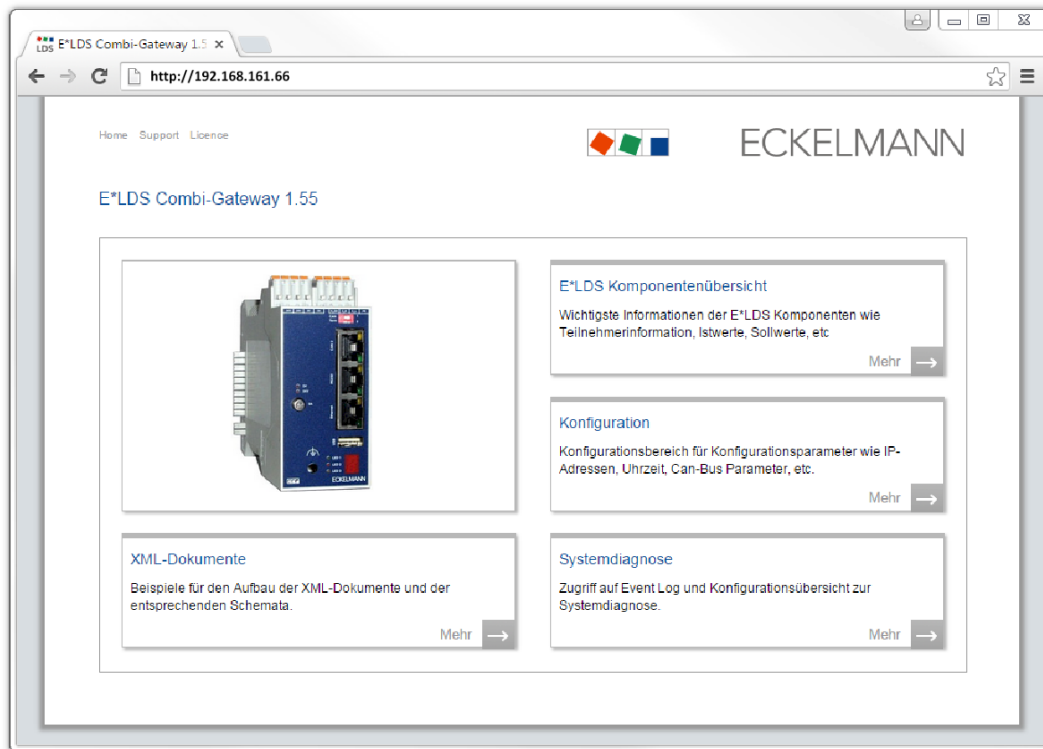 LDS E*LDS Combi-Gateway 1.5
http://192.168.161.66
Home Support Licence
ECKELMANN
E*LDS Combi-Gateway 1.55
ECKELMANN
E*LDS Komponentenübersicht
Wichtigste Informationen der E*LDS Komponenten wie
Teilnehmerinformation, Istwerte, Sollwerte, etc
Mehr
Konfiguration
Konfigurationsbereich für Konfigurationsparameter wie IP-
Adressen, Uhrzeit, Can-Bus Parameter, etc.
Mehr
XML-Dokumente
Beispiele für den Aufbau der XML-Dokumente und der
entsprechenden Schemata.
Mehr
Systemdiagnose
Zugriff auf Event Log und Konfigurationsübersicht zur
Systemdiagnose.
Mehr